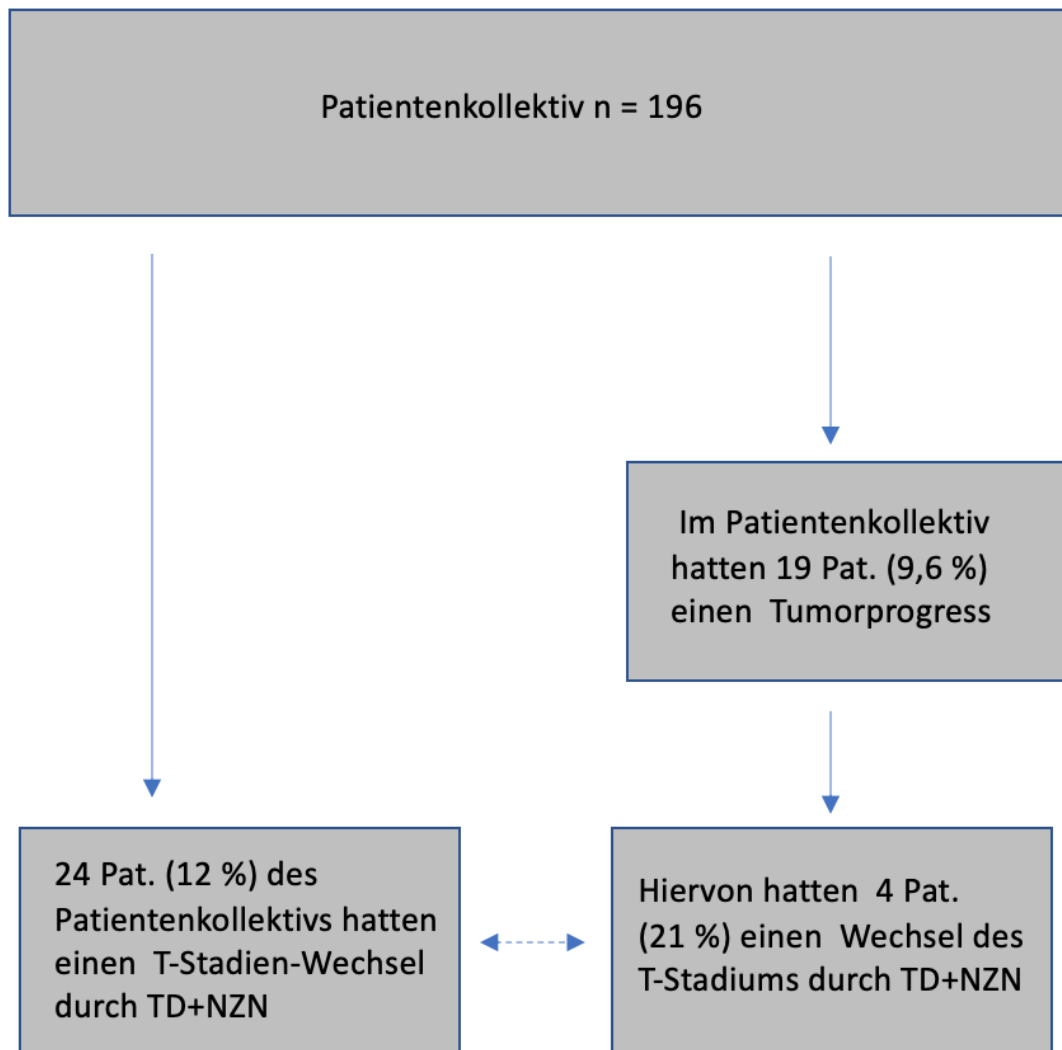 Patientenkollektiv n = 196
Im Patientenkollektiv
hatten 19 Pat. (9,6 %)
einen Tumorprogress
24 Pat. (12 %) des
Patientenkollektivs hatten
einen T-Stadien-Wechsel
durch TD+NZN
Hiervon hatten 4 Pat.
(21 %) einen Wechsel des
T-Stadiums durch TD+NZN